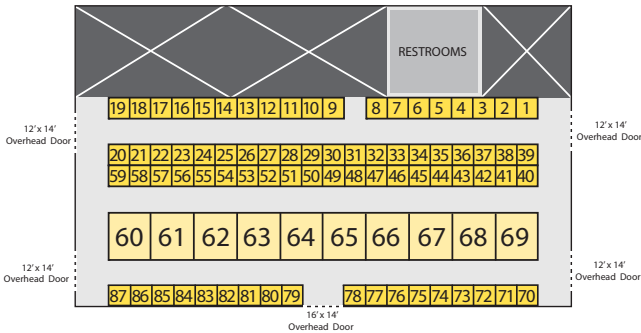 RESTROOMS
19 18 17 16 15 14 13 12 11 10 9 8 7 6 5 4 3 2 1
12' x 14'
Overhead Door
12' x 14'
Overhead Door
20 21 22 23 24 25 26 27 28 29 30 31 32 33 34 35 36 37 38 39
59 58 57 56 55 54 53 52 51 50 49 48 47 46 45 44 43 42 41 40
60 61 62 63 64 65 66 67 68 69
12' x 14'
Overhead Door
12' x 14'
Overhead Door
87 86 85 84 83 82 81 80 79 78 77 76 75 74 73 72 71 70
16' x 14'
Overhead Door